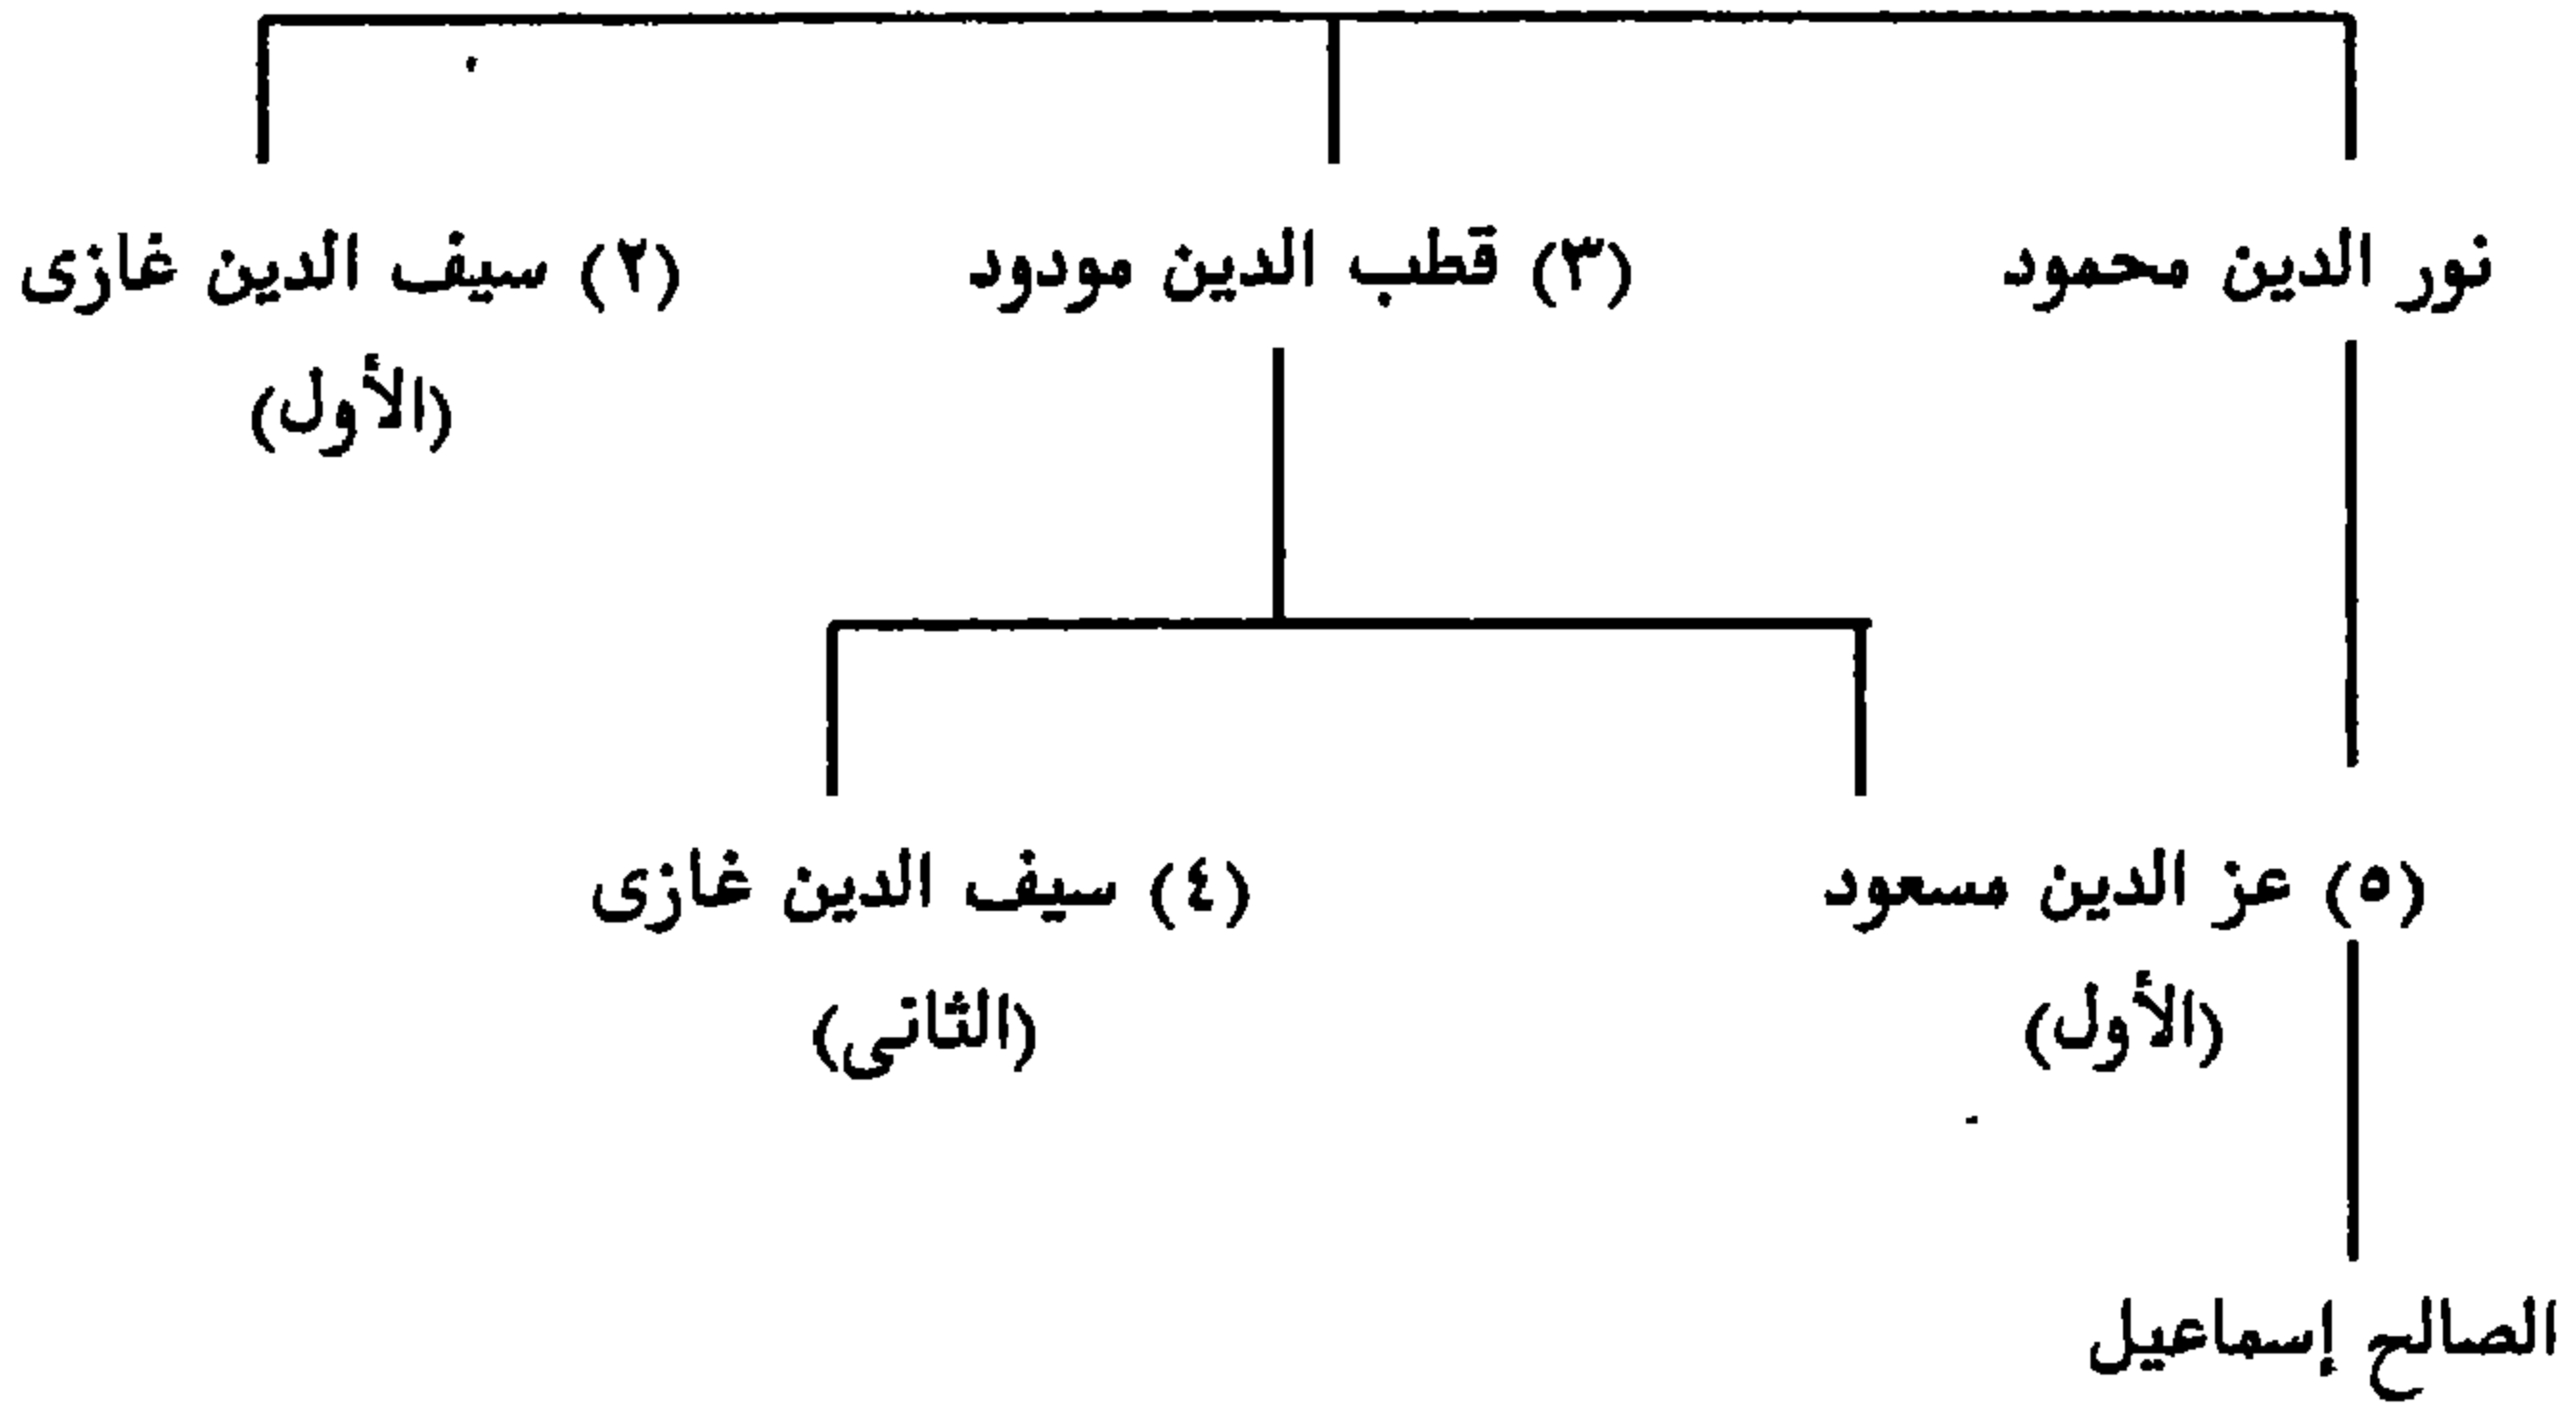 نور الدين محمود (٣) قطب الدين مودود (٢) سيف الدين غازى
(الأول)
(٥) عز الدين مسعود (٤) سيف الدين غازى
(الأول) (الثانى)
الصالح إسماعيل